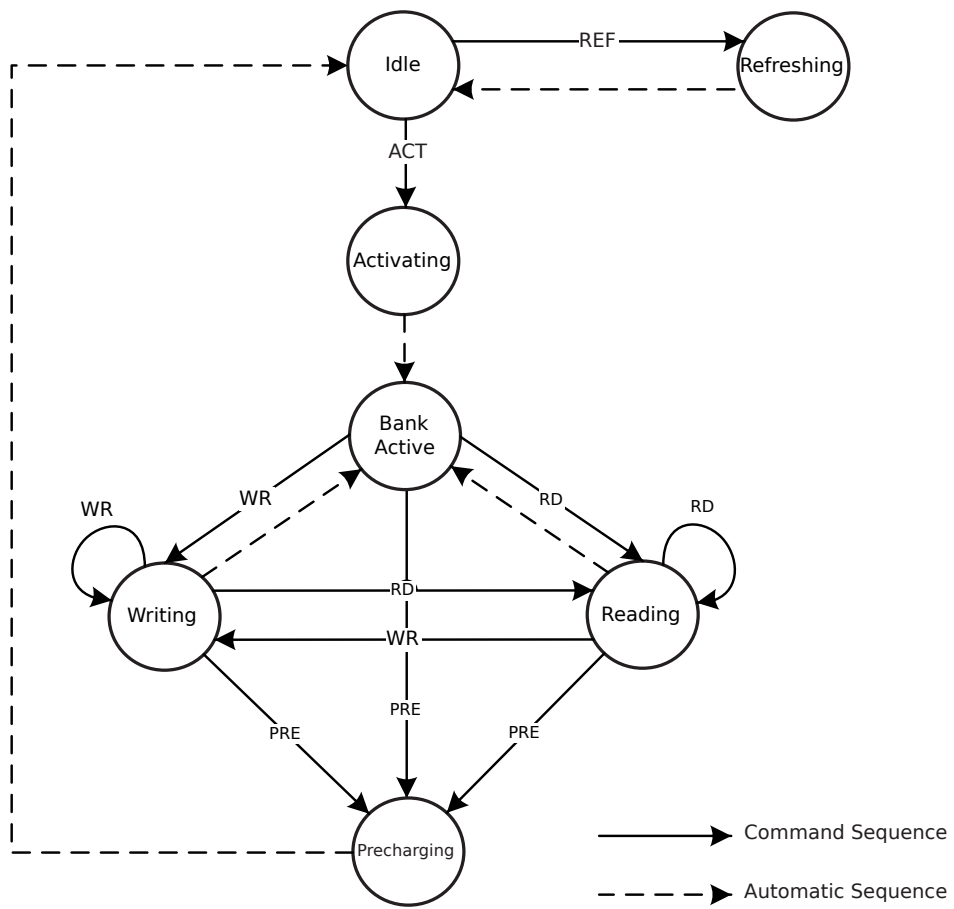 Idle
REF
Refreshing
ACT
Activating
Bank
Active
WR
RD
WR
RD
RD
Writing
Reading
WR
PRE
PRE
PRE
Precharging
Command Sequence
Automatic Sequence